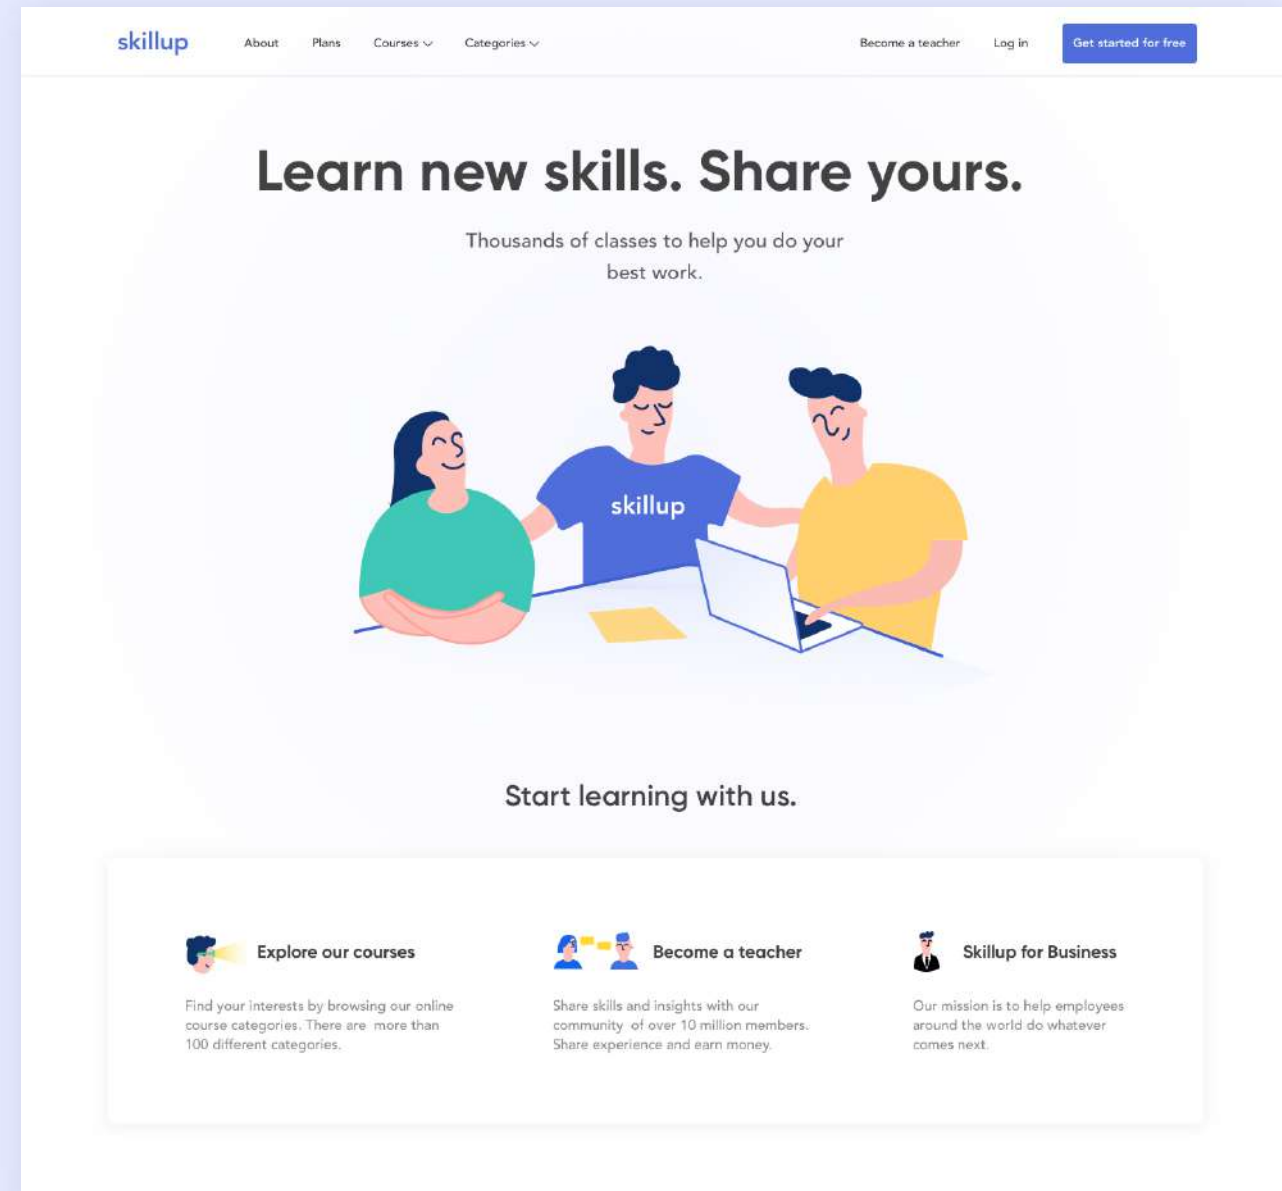 skillup About Plans Courses Categories Become a teacher Log in Get started for free
Learn new skills. Share yours.
Thousands of classes to help you do your
best work.
skillup
Start learning with us.
Explore our courses
Find your interests by browsing our online
course categories. There are more than
100 different categories.
Become a teacher
Share skills and insights with our
community of over 10 million members.
Share experience and earn money.
Skillup for Business
Our mission is to help employees
around the world do whatever
comes next.